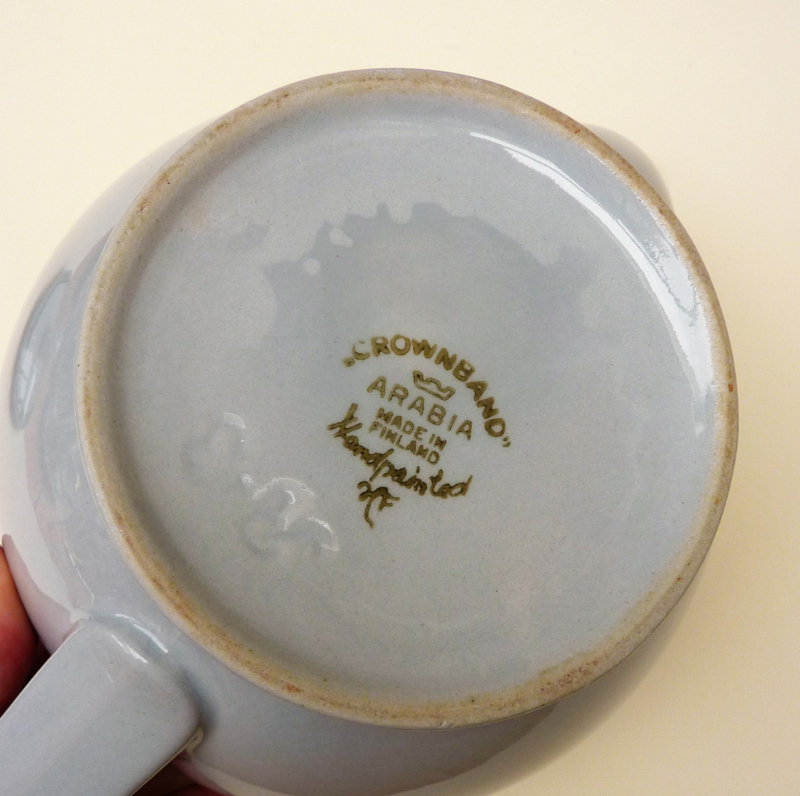 „CROWNBAND”
ARABIA
MADE IN
FINLAND
Handpainted